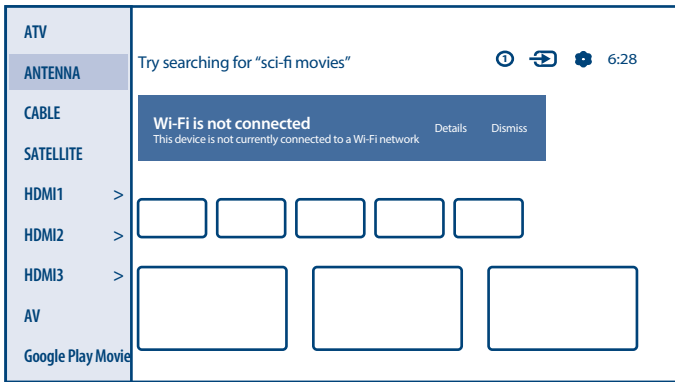 ATV
ANTENNA
CABLE
SATELLITE
HDMI1 >
HDMI2 >
HDMI3 >
AV
Google Play Movie
Try searching for “sci-fi movies”
1
6:28
Wi-Fi is not connected
This device is not currently connected to a Wi-Fi network
Details
Dismiss